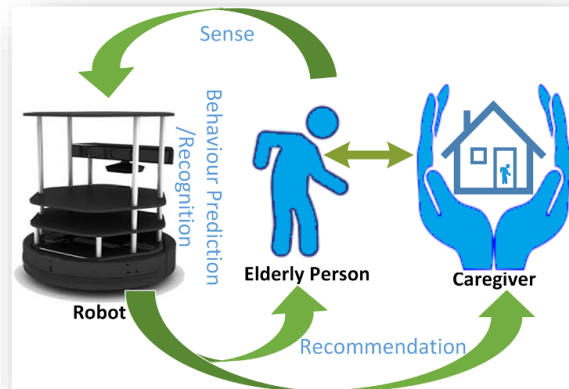 Sense
Behaviour Prediction
/Recognition
Elderly Person
Caregiver
Robot
Recommendation